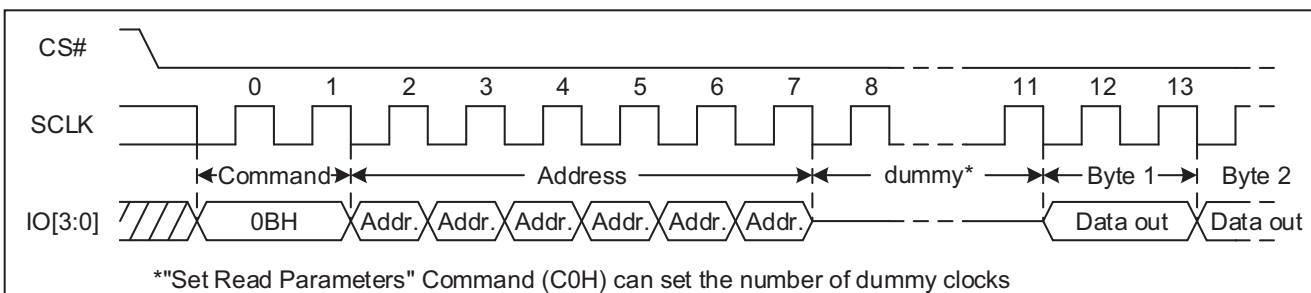 CS#
0 1 2 3 4 5 6 7 8 11 12 13
SCLK
Command Address dummy* Byte 1 Byte 2
IO[3:0] 0BH Addr. Addr. Addr. Addr. Addr. Addr. Data out Data out
*"Set Read Parameters" Command (C0H) can set the number of dummy clocks